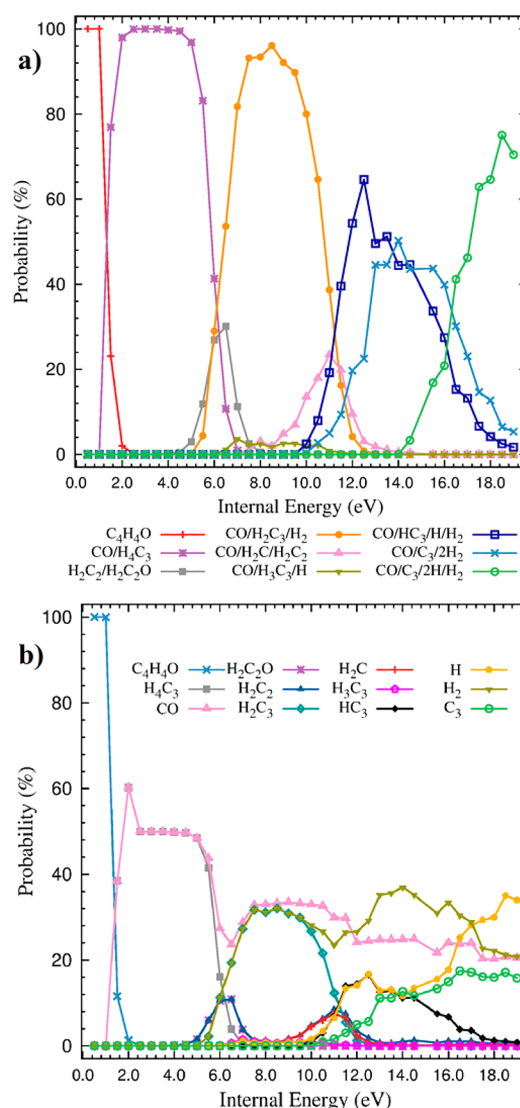 a)
100
80
60
40
20
0
Probability (%)
0.0 2.0 4.0 6.0 8.0 10.0 12.0 14.0 16.0 18.0
Internal Energy (eV)
C₄H₄O CO/H₂C₃/H₂ CO/HC₃/H/H₂
CO/H₄C₃ CO/H₂C/H₂C₂ CO/C₃/2H₂
H₂C₂/H₂C₂O CO/H₃C₃/H CO/C₃/2H/H₂
b)
100
80
60
40
20
0
Probability (%)
C₄H₄O H₂C₂O H₂C H
H₄C₃ H₂C₂ H₃C₃ H₂
CO H₂C₃ HC₃ C₃
0.0 2.0 4.0 6.0 8.0 10.0 12.0 14.0 16.0 18.0
Internal Energy (eV)